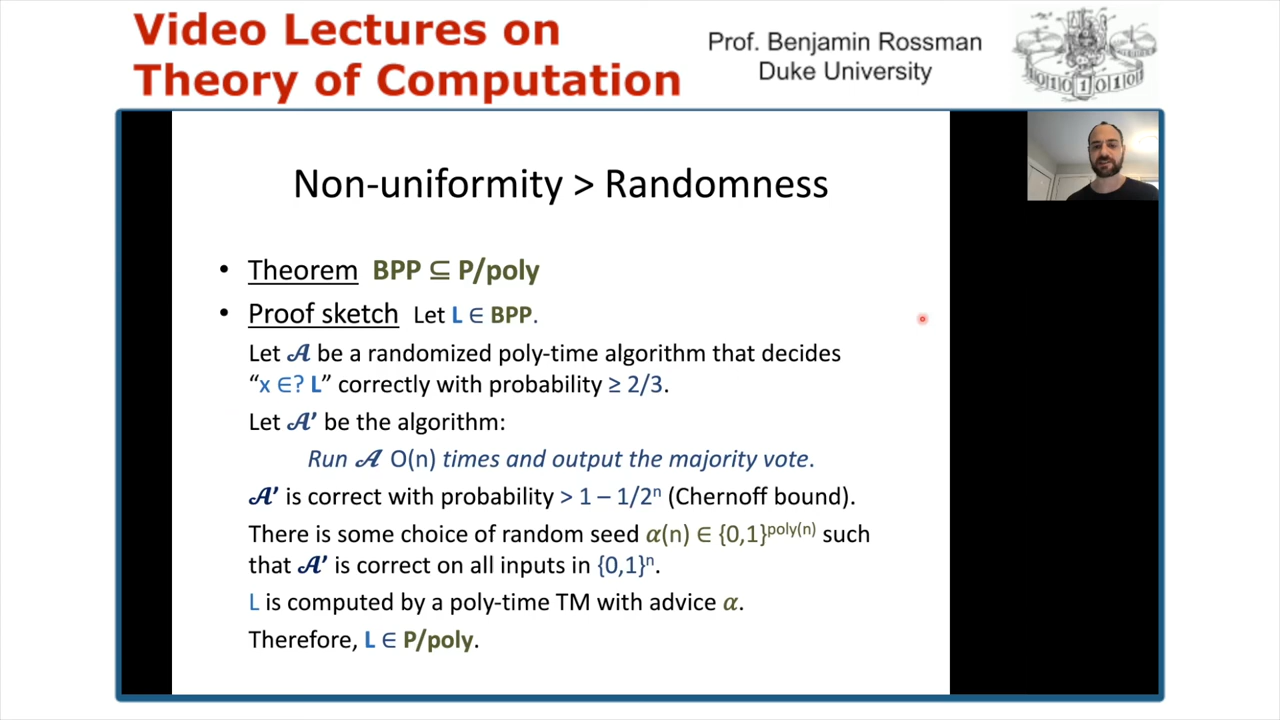 Video Lectures on
Theory of Computation
Prof. Benjamin Rossman
Duke University
Non-uniformity > Randomness
• Theorem BPP ⊆ P/poly
• Proof sketch Let L ∈ BPP.
Let 𝓐 be a randomized poly-time algorithm that decides
“x ∈? L” correctly with probability ≥ 2/3.
Let 𝓐’ be the algorithm:
Run 𝓐 O(n) times and output the majority vote.
𝓐’ is correct with probability > 1 – 1/2ⁿ (Chernoff bound).
There is some choice of random seed α(n) ∈ {0,1}^poly(n) such
that 𝓐’ is correct on all inputs in {0,1}ⁿ.
L is computed by a poly-time TM with advice α.
Therefore, L ∈ P/poly.